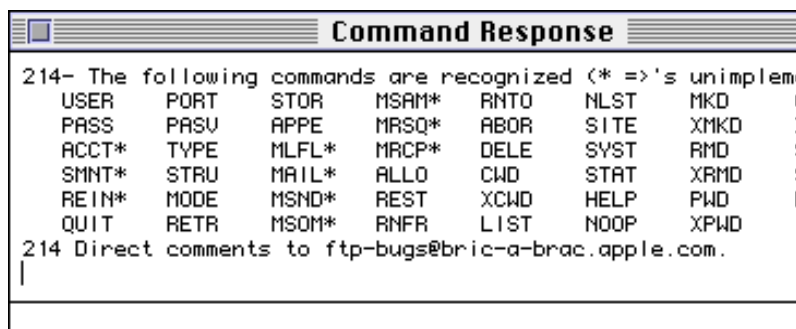 Command Response
214- The following commands are recognized (* =>'s unimplem
USER PORT STOR MSAM* RNTO NLST MKD
PASS PASV APPE MRSQ* ABOR SITE XMKD
ACCT* TYPE MLFL* MRCP* DELE SYST RMD
SMNT* STRU MAIL* ALLO CWD STAT XRMD
REIN* MODE MSND* REST XCWD HELP PWD
QUIT RETR MSOM* RNFR LIST NOOP XPWD
214 Direct comments to ftp-bugs@bric-a-brac.apple.com.